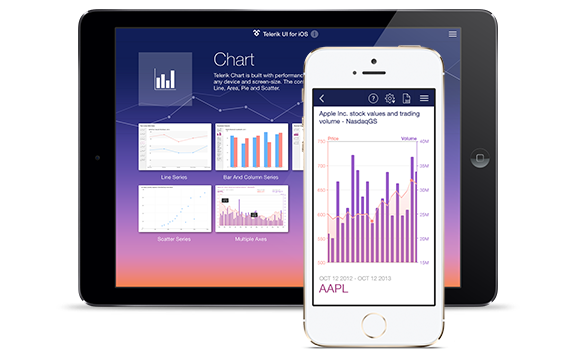 Telerik UI for iOS
Chart
Telerik Chart is built with performance
any device and screen-size. The co
Line, Area, Pie and Scatter.
Line Series
Bar And Column Series
Scatter Series
Multiple Axes
Apple Inc. stock values and trading
volume - NasdaqGS
Price
Volume
40M
35M
30M
25M
20M
15M
OCT 12 2012 - OCT 12 2013
AAPL